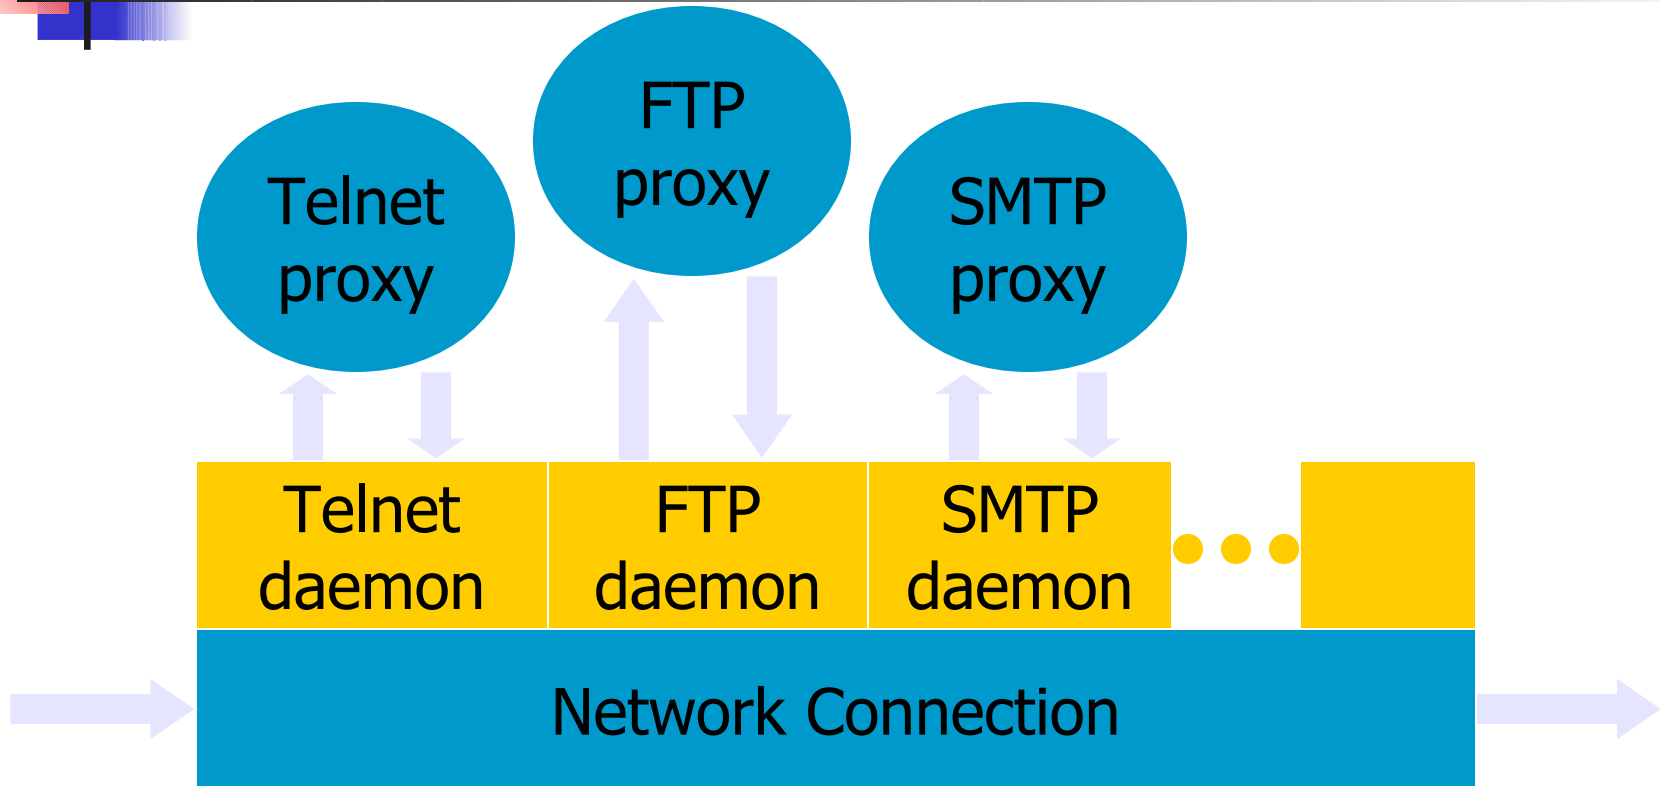 FTP
proxy
Telnet
proxy
SMTP
proxy
Telnet
daemon
FTP
daemon
SMTP
daemon
Network Connection